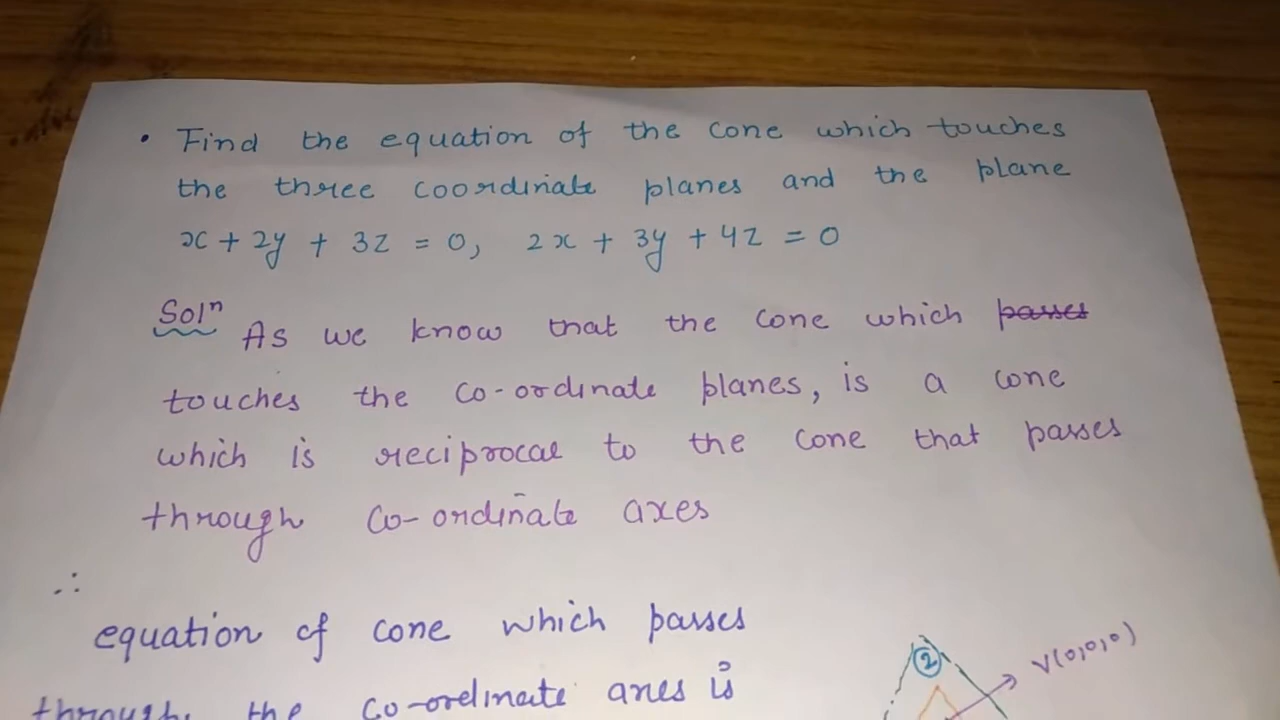 • Find the equation of the cone which touches
the three coordinate planes and the plane
x + 2y + 3z = 0, 2x + 3y + 4z = 0
Solⁿ As we know that the cone which passes
touches the co-ordinate planes, is a cone
which is reciprocal to the cone that passes
through co-ordinate axes
∴
equation of cone which passes
through the co-ordinate axes is
② V(0,0,0)